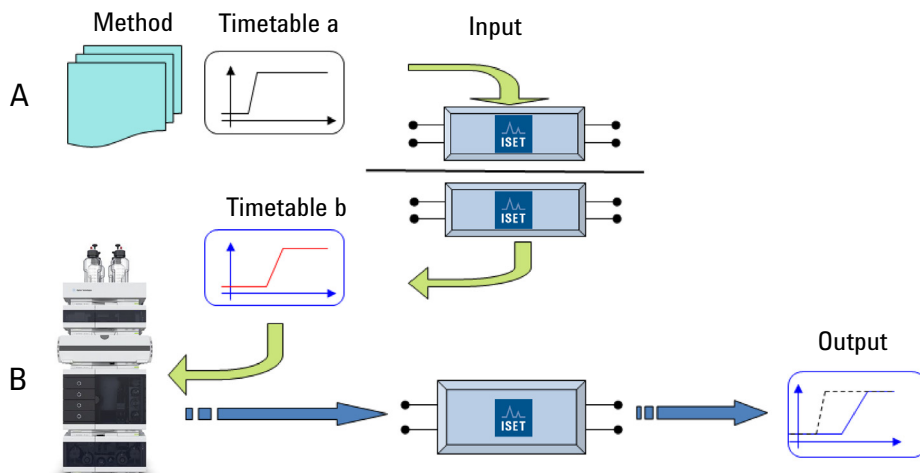 Method
Timetable a
Input
A
ISET
ISET
Timetable b
B
Output
ISET